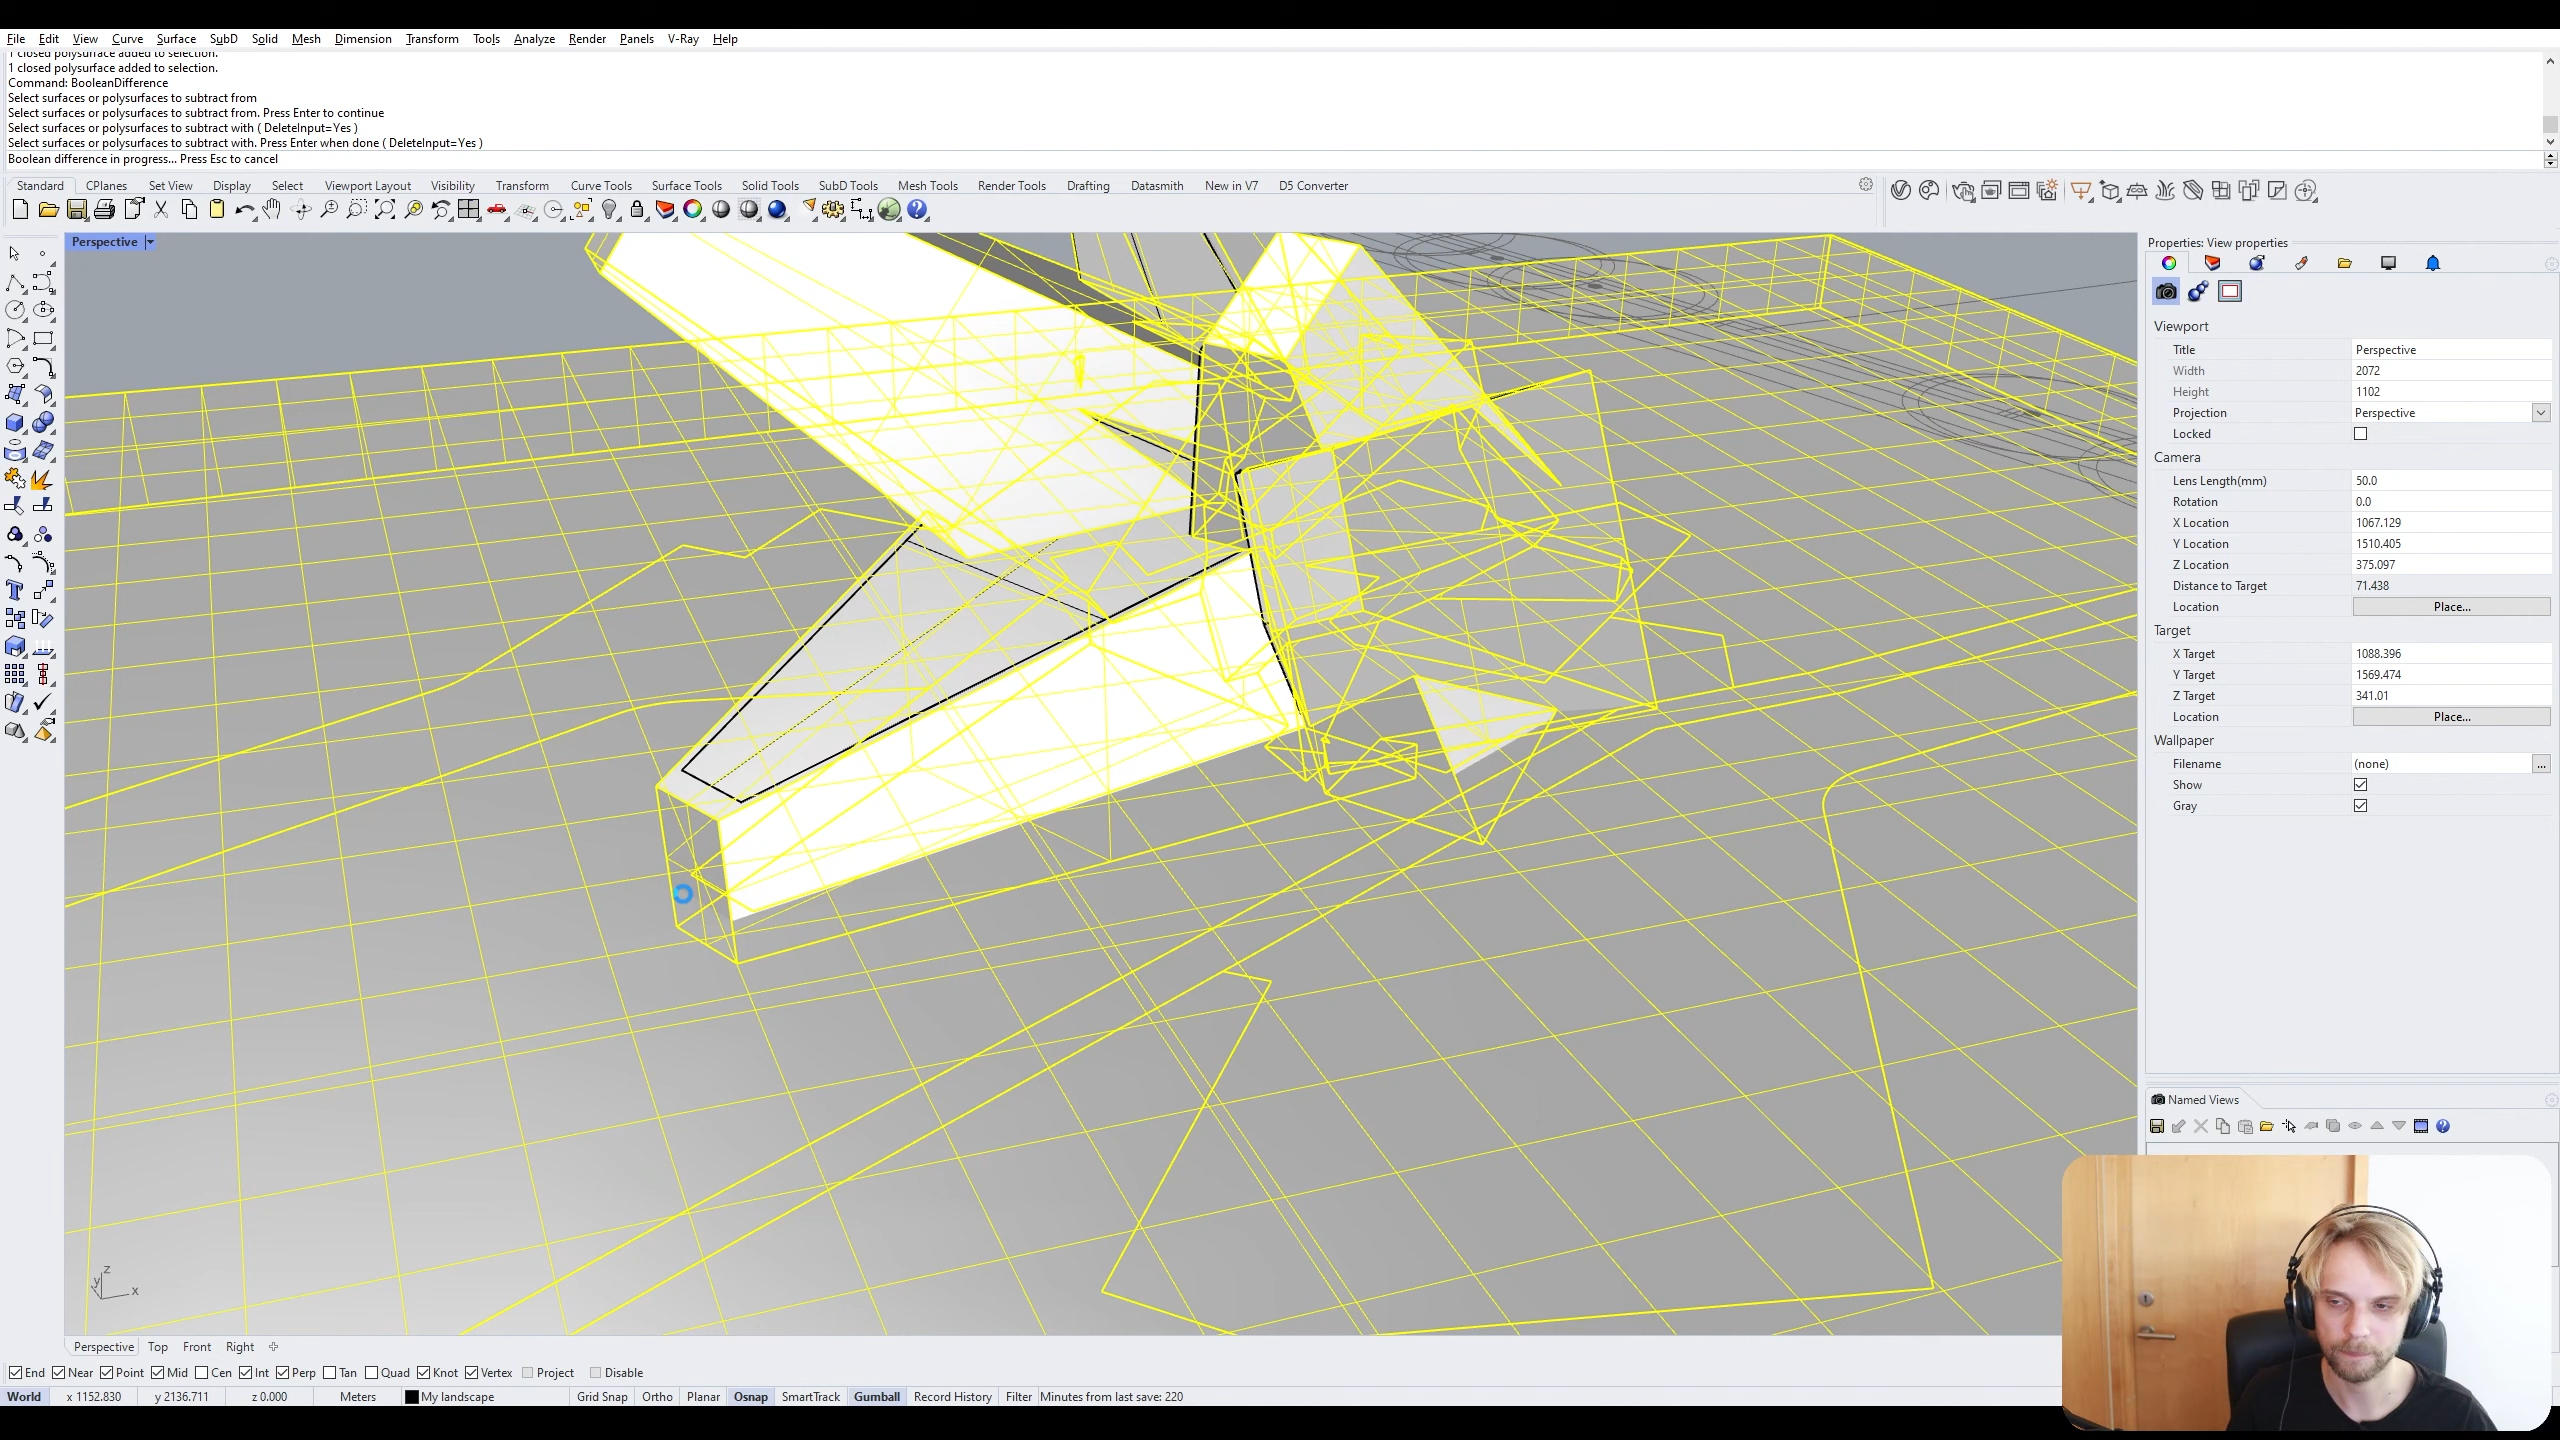 File Edit View Curve Surface SubD Solid Mesh Dimension Transform Tools Analyze Render Panels V-Ray Help
1 closed polysurface added to selection.
1 closed polysurface added to selection.
Command: BooleanDifference
Select surfaces or polysurfaces to subtract from
Select surfaces or polysurfaces to subtract from. Press Enter to continue
Select surfaces or polysurfaces to subtract with ( DeleteInput=Yes )
Select surfaces or polysurfaces to subtract with. Press Enter when done ( DeleteInput=Yes )
Boolean difference in progress... Press Esc to cancel
Standard CPlanes Set View Display Select Viewport Layout Visibility Transform Curve Tools Surface Tools Solid Tools SubD Tools Mesh Tools Render Tools Drafting Datasmith New in V7 D5 Converter
Perspective
Properties: View properties
Viewport
Title Perspective
Width 2072
Height 1102
Projection Perspective
Locked
Camera
Lens Length(mm) 50.0
Rotation 0.0
X Location 1067.129
Y Location 1510.405
Z Location 375.097
Distance to Target 71.438
Location Place...
Target
X Target 1088.396
Y Target 1569.474
Z Target 341.01
Location Place...
Wallpaper
Filename (none) ...
Show
Gray
Named Views
z
y
x
Perspective Top Front Right
End Near Point Mid Cen Int Perp Tan Quad Knot Vertex Project Disable
World x 1152.830 y 2136.711 z 0.000 Meters My landscape Grid Snap Ortho Planar Osnap SmartTrack Gumball Record History Filter Minutes from last save: 220